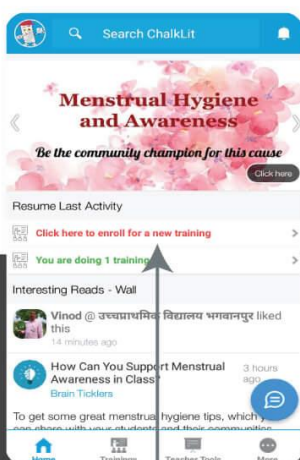 Search ChalkLit
Menstrual Hygiene
and Awareness
Be the community champion for this cause
Click here
Resume Last Activity
Click here to enroll for a new training
You are doing 1 training
Interesting Reads - Wall
Vinod @ उच्चप्राथमिक विद्यालय भगवानपुर liked
this
14 minutes ago
How Can You Support Menstrual
Awareness in Class?
3 hours
ago
Brain Ticklers
To get some great menstrual hygiene tips, which y
can share with your students and their communities
Home
Trainings
Teacher Tools
More